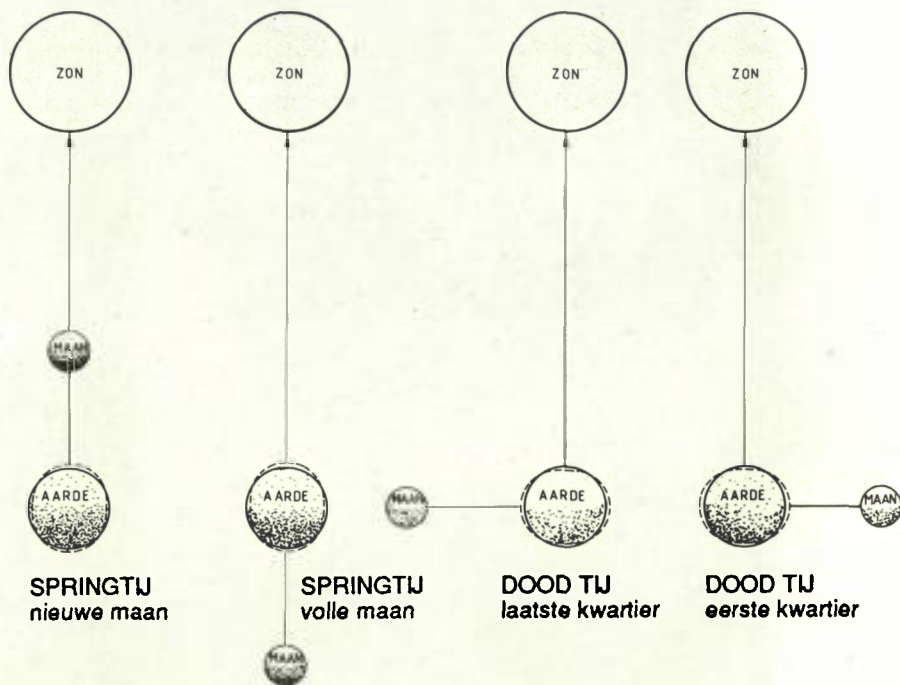 ZON
ZON
ZON
ZON
MAAN
AARDE
AARDE
MAAN
AARDE
AARDE
MAAN
SPRINGTIJ
nieuwe maan
SPRINGTIJ
volle maan
DOOD TIJ
laatste kwartier
DOOD TIJ
eerste kwartier
MAAN